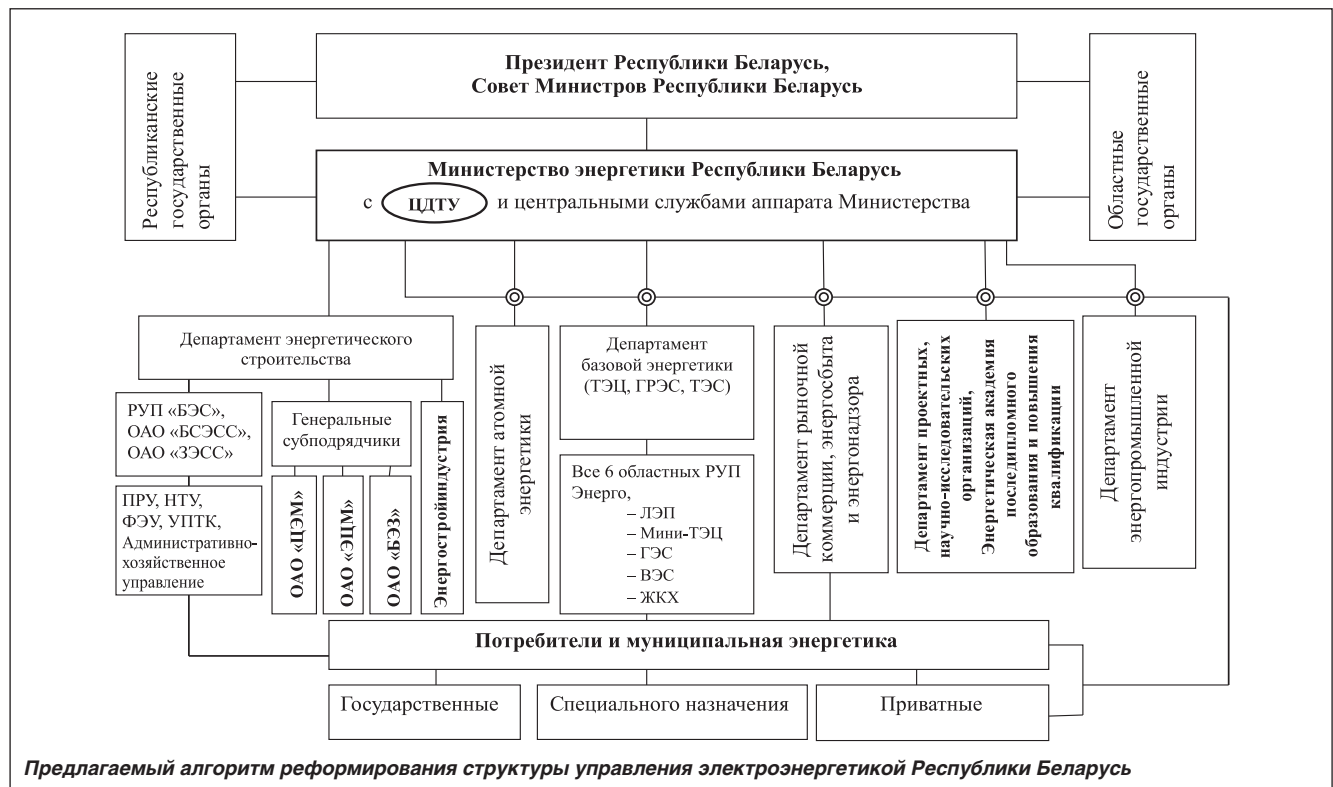 Республиканские
государственные
органы
Президент Республики Беларусь,
Совет Министров Республики Беларусь
Министерство энергетики Республики Беларусь
с ЦДТУ и центральными службами аппарата Министерства
Областные
государственные
органы
Департамент энергетического
строительства
РУП «БЭС»,
ОАО «БСЭСС»,
ОАО «ЗЭСС»
ПРУ, НТУ,
ФЭУ, УПТК,
Административно-
хозяйственное
управление
Генеральные
субподрядчики
ОАО «ЦЭМ»
ОАО «ЭЦМ»
ОАО «БЭЗ»
Энергостройиндустрия
Департамент атомной
энергетики
Департамент
базовой энергетики
(ТЭЦ, ГРЭС, ТЭС)
Все 6 областных РУП
Энерго,
– ЛЭП
– Мини-ТЭЦ
– ГЭС
– ВЭС
– ЖКХ
Департамент рыночной
коммерции, энергосбыта
и энергонадзора
Департамент проектных,
научно-исследовательских
организаций,
Энергетическая академия
последипломного
образования и повышения
квалификации
Департамент
энергопромышленной
индустрии
Потребители и муниципальная энергетика
Государственные
Специального назначения
Приватные
Предлагаемый алгоритм реформирования структуры управления электроэнергетикой Республики Беларусь